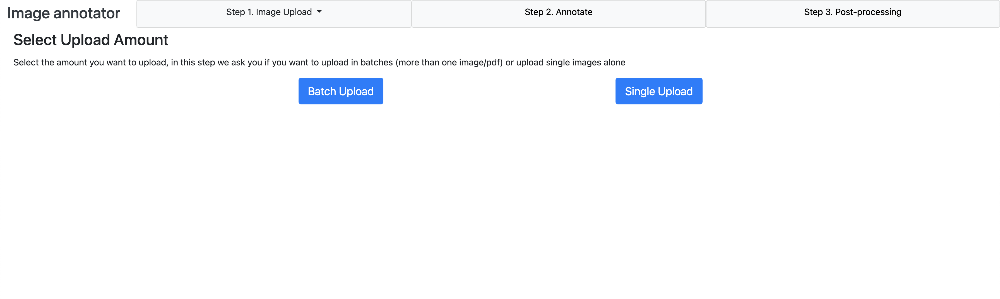 Image annotator
Step 1. Image Upload
Step 2. Annotate
Step 3. Post-processing
Select Upload Amount
Select the amount you want to upload, in this step we ask you if you want to upload in batches (more than one image/pdf) or upload single images alone
Batch Upload
Single Upload